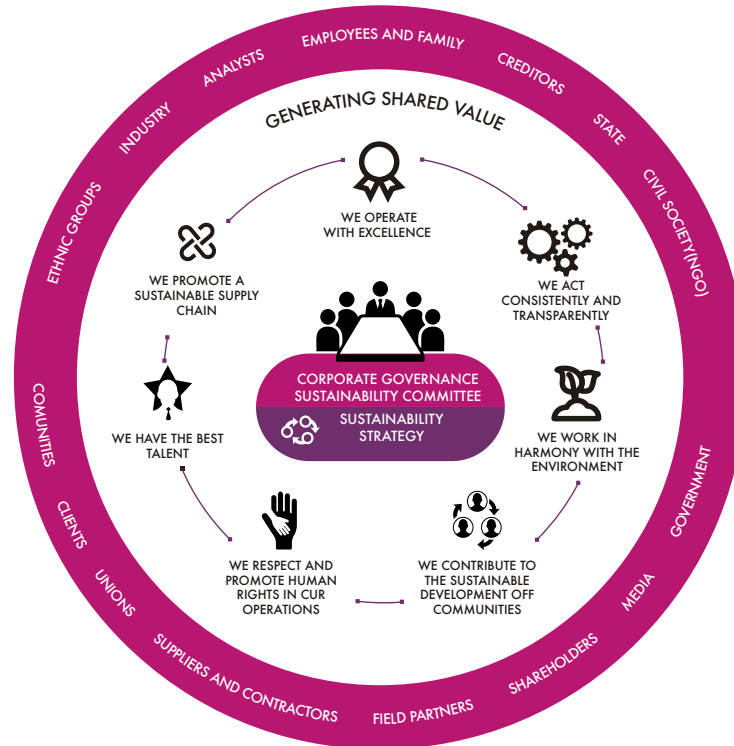 EMPLOYEES AND FAMILY
CREDITORS
STATE
CIVIL SOCIETY(NGO)
GOVERNMENT
MEDIA
SHAREHOLDERS
FIELD PARTNERS
SUPPLIERS AND CONTRACTORS
UNIONS
CLIENTS
COMUNITIES
ETHNIC GROUPS
INDUSTRY
ANALYSTS
GENERATING SHARED VALUE
WE OPERATE
WITH EXCELLENCE
WE ACT
CONSISTENTLY AND
TRANSPARENTLY
WE WORK IN
HARMONY WITH THE
ENVIRONMENT
WE CONTRIBUTE TO
THE SUSTAINABLE
DEVELOPMENT OFF
COMMUNITIES
WE RESPECT AND
PROMOTE HUMAN
RIGHTS IN CUR
OPERATIONS
WE HAVE THE BEST
TALENT
WE PROMOTE A
SUSTAINABLE SUPPLY
CHAIN
CORPORATE GOVERNANCE
SUSTAINABILITY COMMITTEE
SUSTAINABILITY
STRATEGY